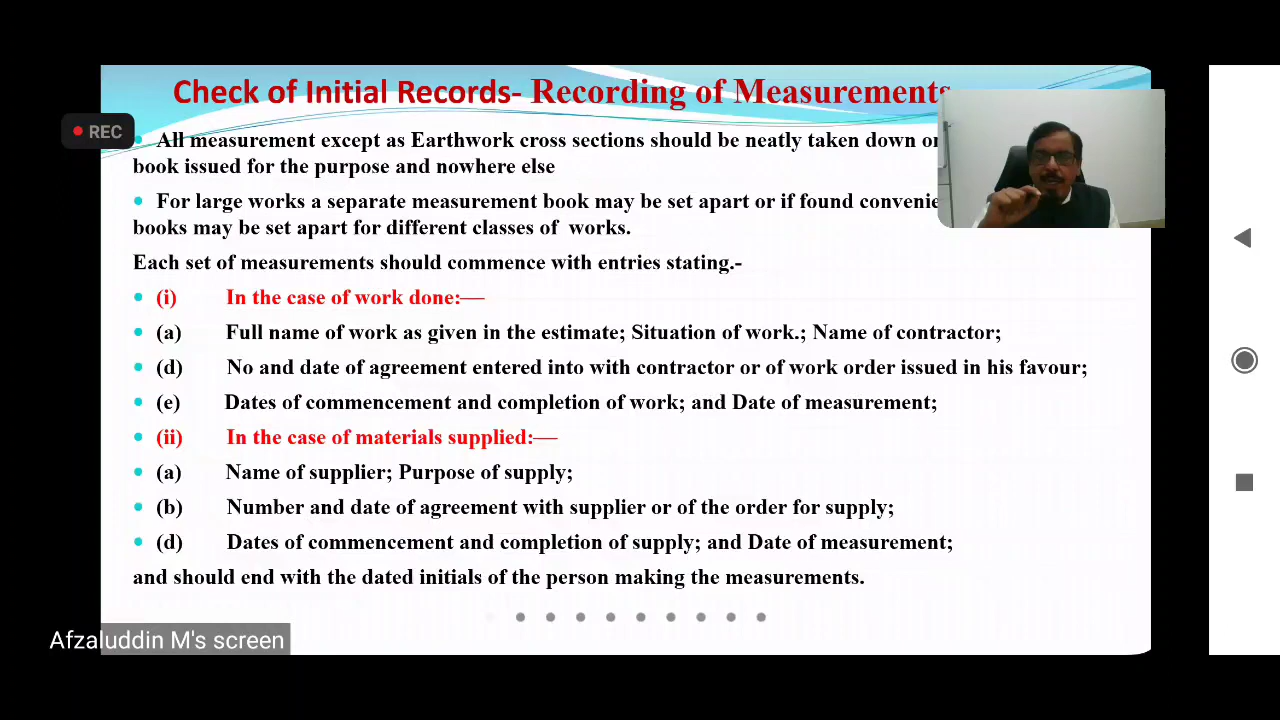 Check of Initial Records- Recording of Measurements
REC
All measurement except as Earthwork cross sections should be neatly taken down
book issued for the purpose and nowhere else
For large works a separate measurement book may be set apart or if found
books may be set apart for different classes of works.
Each set of measurements should commence with entries stating.-
(i) In the case of work done:—
(a) Full name of work as given in the estimate; Situation of work.; Name of contractor;
(d) No and date of agreement entered into with contractor or of work order issued in his favour;
(e) Dates of commencement and completion of work; and Date of measurement;
(ii) In the case of materials supplied:—
(a) Name of supplier; Purpose of supply;
(b) Number and date of agreement with supplier or of the order for supply;
(d) Dates of commencement and completion of supply; and Date of measurement;
and should end with the dated initials of the person making the measurements.
Afzaluddin M's screen